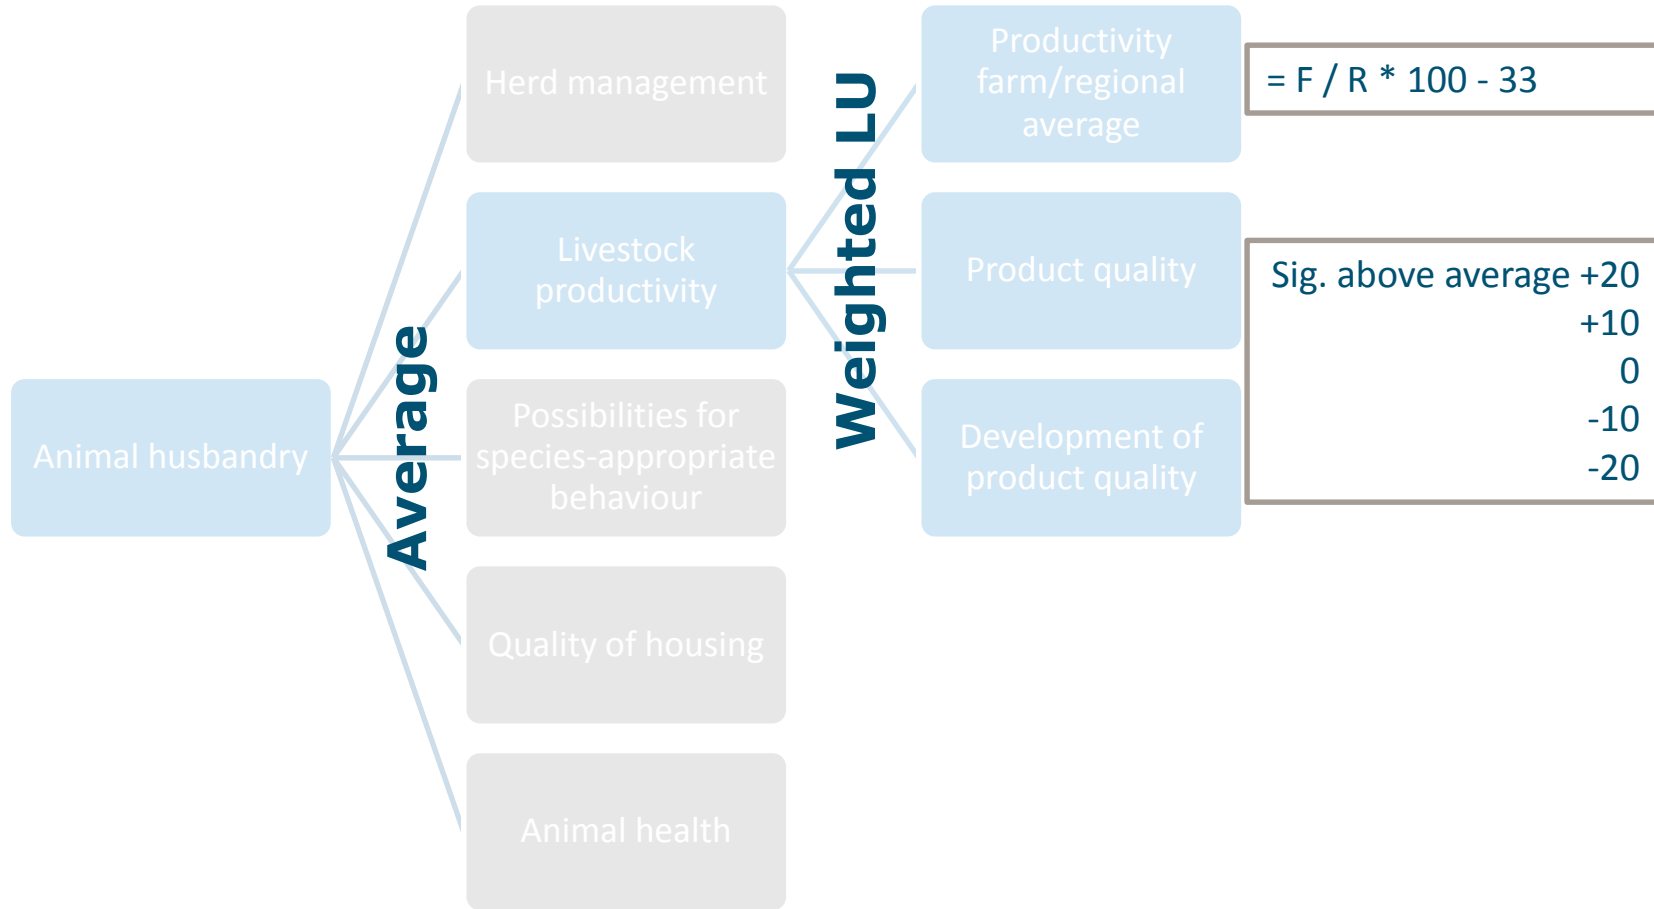 Animal husbandry
Average
Herd management
Livestock
productivity
Possibilities for
species-appropriate
behaviour
Quality of housing
Animal health
Weighted LU
Productivity
farm/regional
average
= F / R * 100 - 33
Product quality
Development of
product quality
Sig. above average +20
+10
0
-10
-20